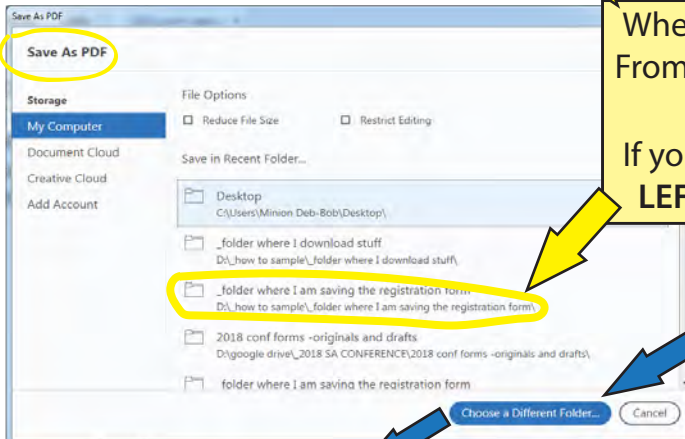 Save As PDF
Save As PDF
Storage
My Computer
Document Cloud
Creative Cloud
Add Account
File Options
Reduce File Size Restrict Editing
Save in Recent Folder...
Desktop
C:\Users\Minion Deb-Bob\Desktop\
_folder where I download stuff
D:\_how to sample\_folder where I download stuff\
_folder where I am saving the registration form
D:\_how to sample\_folder where I am saving the registration form\
2018 conf forms -originals and drafts
D:\google drive\_2018 SA CONFERENCE\2018 conf forms -originals and drafts\
folder where I am saving the registration form
Choose a Different Folder... Cancel
From
If